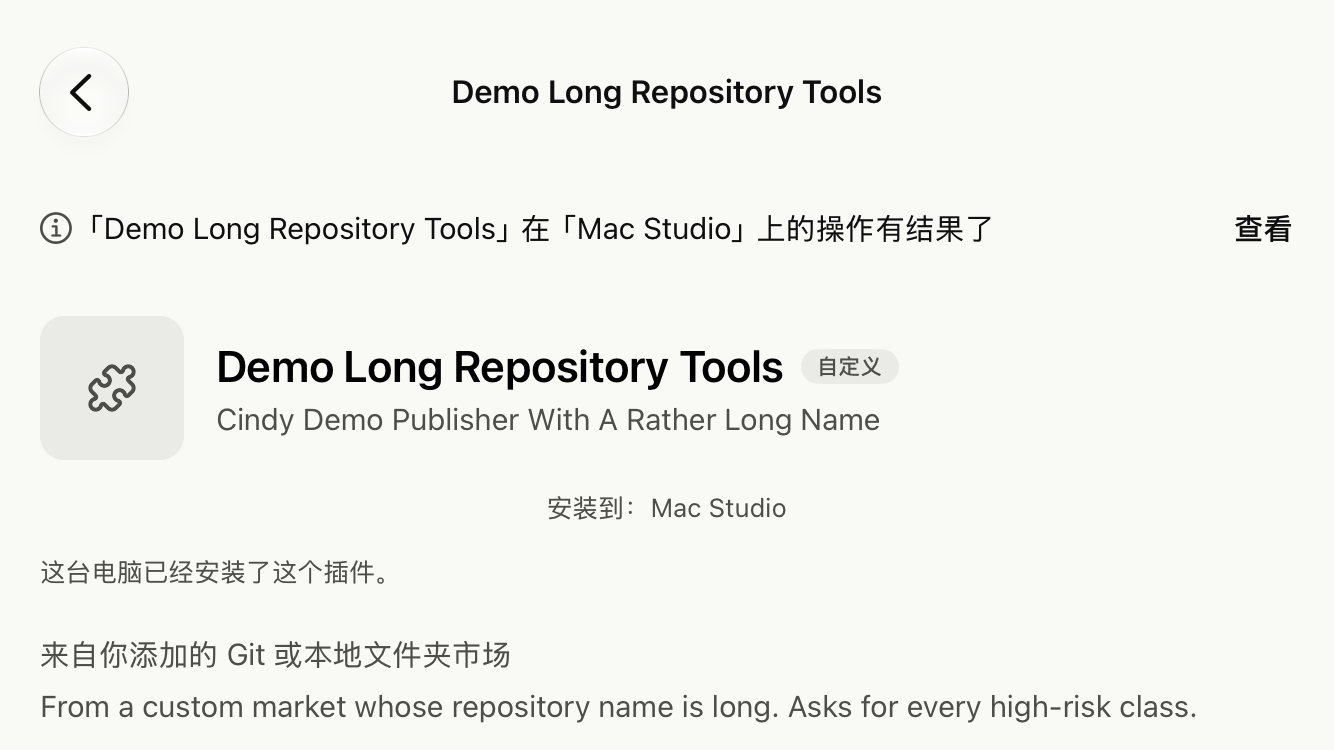 Demo Long Repository Tools
「Demo Long Repository Tools」在「Mac Studio」上的操作有结果了 查看
Demo Long Repository Tools 自定义
Cindy Demo Publisher With A Rather Long Name
安装到：Mac Studio
这台电脑已经安装了这个插件。
来自你添加的 Git 或本地文件夹市场
From a custom market whose repository name is long. Asks for every high-risk class.